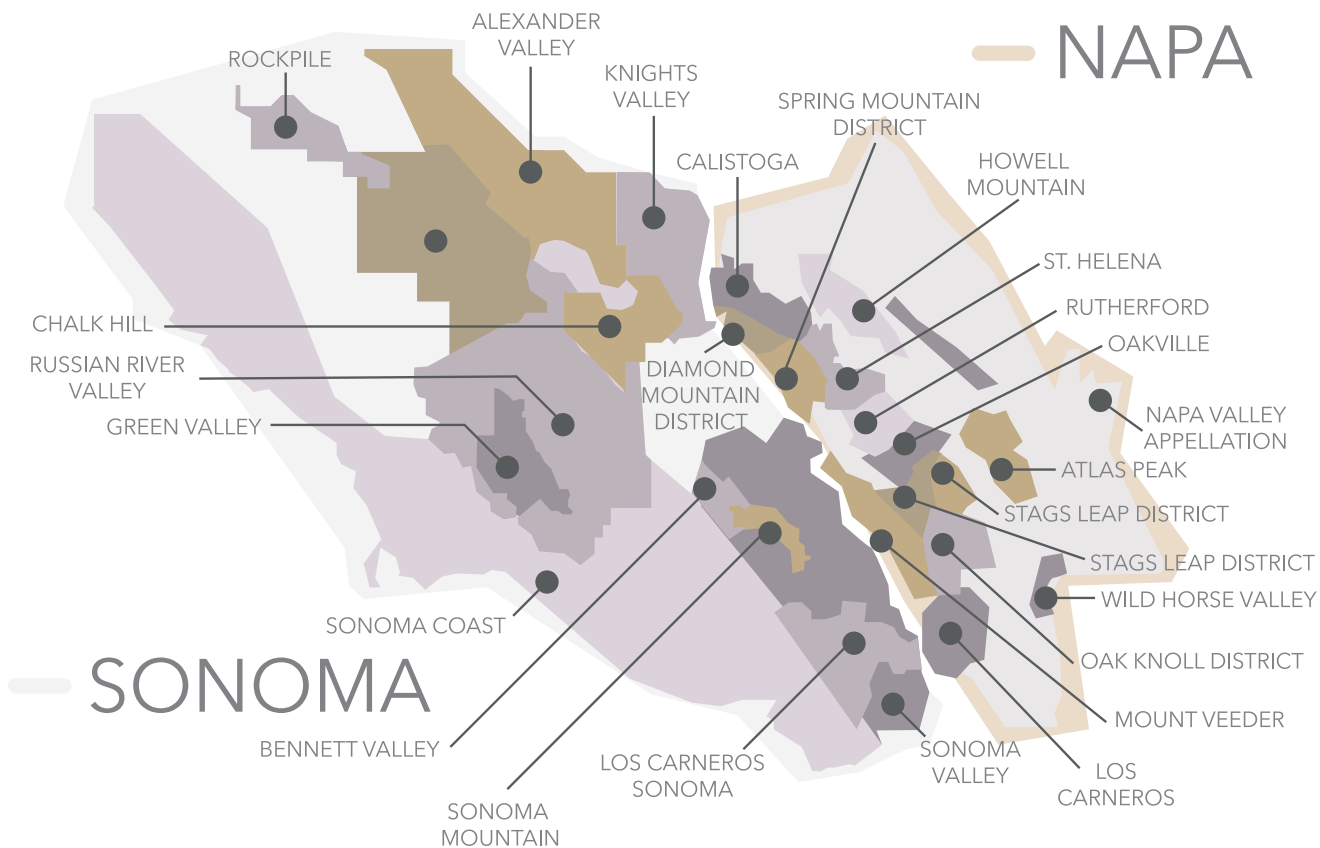 ALEXANDER
VALLEY
NAPA
ROCKPILE
KNIGHTS
VALLEY
SPRING MOUNTAIN
DISTRICT
CALISTOGA
HOWELL
MOUNTAIN
ST. HELENA
RUTHERFORD
CHALK HILL
OAKVILLE
RUSSIAN RIVER
VALLEY
DIAMOND
MOUNTAIN
DISTRICT
GREEN VALLEY
NAPA VALLEY
APPELLATION
ATLAS PEAK
STAGS LEAP DISTRICT
STAGS LEAP DISTRICT
WILD HORSE VALLEY
SONOMA COAST
OAK KNOLL DISTRICT
SONOMA
MOUNT VEEDER
BENNETT VALLEY
LOS CARNEROS
SONOMA
SONOMA
VALLEY
LOS
CARNEROS
SONOMA
MOUNTAIN